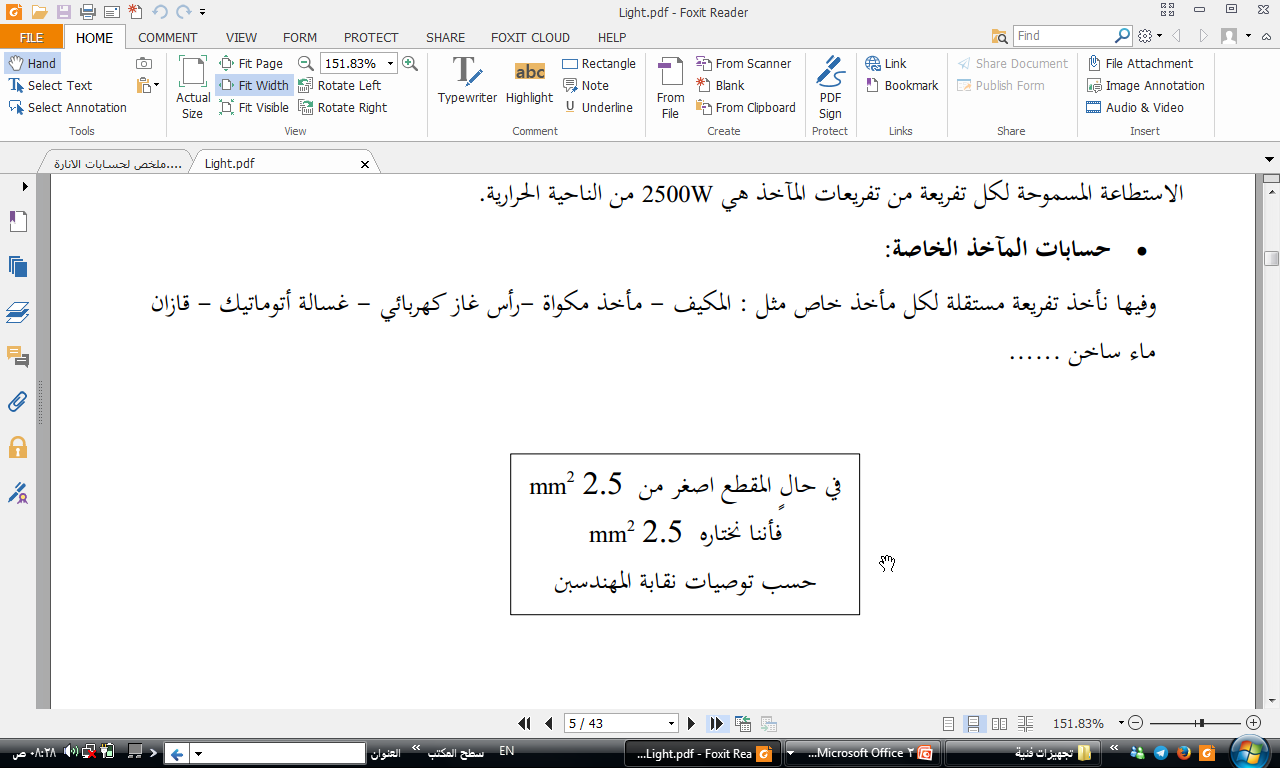 Light.pdf - Foxit Reader
FILE
HOME
COMMENT
VIEW
FORM
PROTECT
SHARE
FOXIT CLOUD
HELP
Find
Hand
Select Text
Select Annotation
Tools
Actual Size
Fit Page
Fit Width
Fit Visible
151.83%
Rotate Left
Rotate Right
View
Typewriter
abc
Highlight
Rectangle
Note
Underline
Comment
From File
From Scanner
Blank
From Clipboard
Create
PDF Sign
Protect
Link
Bookmark
Links
Share Document
Publish Form
Share
File Attachment
Image Annotation
Audio & Video
Insert
ملخص لحسابات الانارة....
Light.pdf
الاستطاعة المسموحة لكل تفريعة من تفريعات المآخذ هي 2500W من الناحية الحرارية.
• حسابات المآخذ الخاصة:
وفيها نأخذ تفريعة مستقلة لكل مأخذ خاص مثل : المكيف – مأخذ مكواة –رأس غاز كهربائي – غسالة أتوماتيك – قازان
ماء ساخن ......
في حالٍ المقطع اصغر من 2.5 mm²
فأننا نختاره 2.5 mm²
حسب توصيات نقابة المهندسين
5 / 43
151.83%
٠٨:٢٨ ص
العنوان
سطح المكتب
EN
...Light.pdf - Foxit Rea
...Microsoft Office ٢
تجهيزات فنية